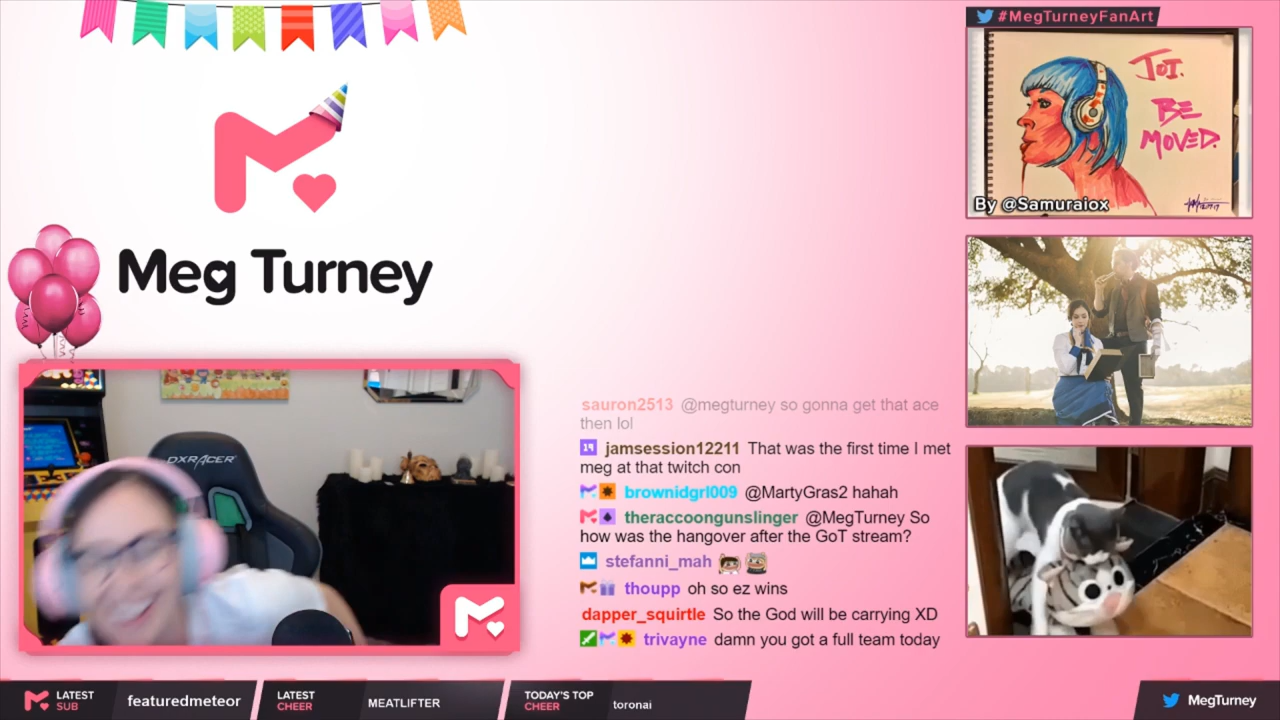 #MegTurneyFanArt
JOI.
BE
MOVED.
By @Samuraiox
Meg Turney
DXRACER
sauron2513 @megturney so gonna get that ace
then lol
jamsession12211 That was the first time I met
meg at that twitch con
brownidgrl009 @MartyGras2 hahah
theraccoongunslinger @MegTurney So
how was the hangover after the GoT stream?
stefanni_mah
thoupp oh so ez wins
dapper_squirtle So the God will be carrying XD
trivayne damn you got a full team today
LATEST
SUB
featuredmeteor
LATEST
CHEER
MEATLIFTER
TODAY'S TOP
CHEER
toronai
MegTurney